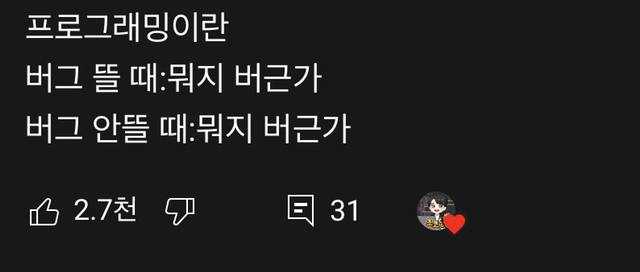 프로그래밍이란
버그 뜰 때:뭐지 버근가
버그 안뜰 때:뭐지 버근가
2.7천 31